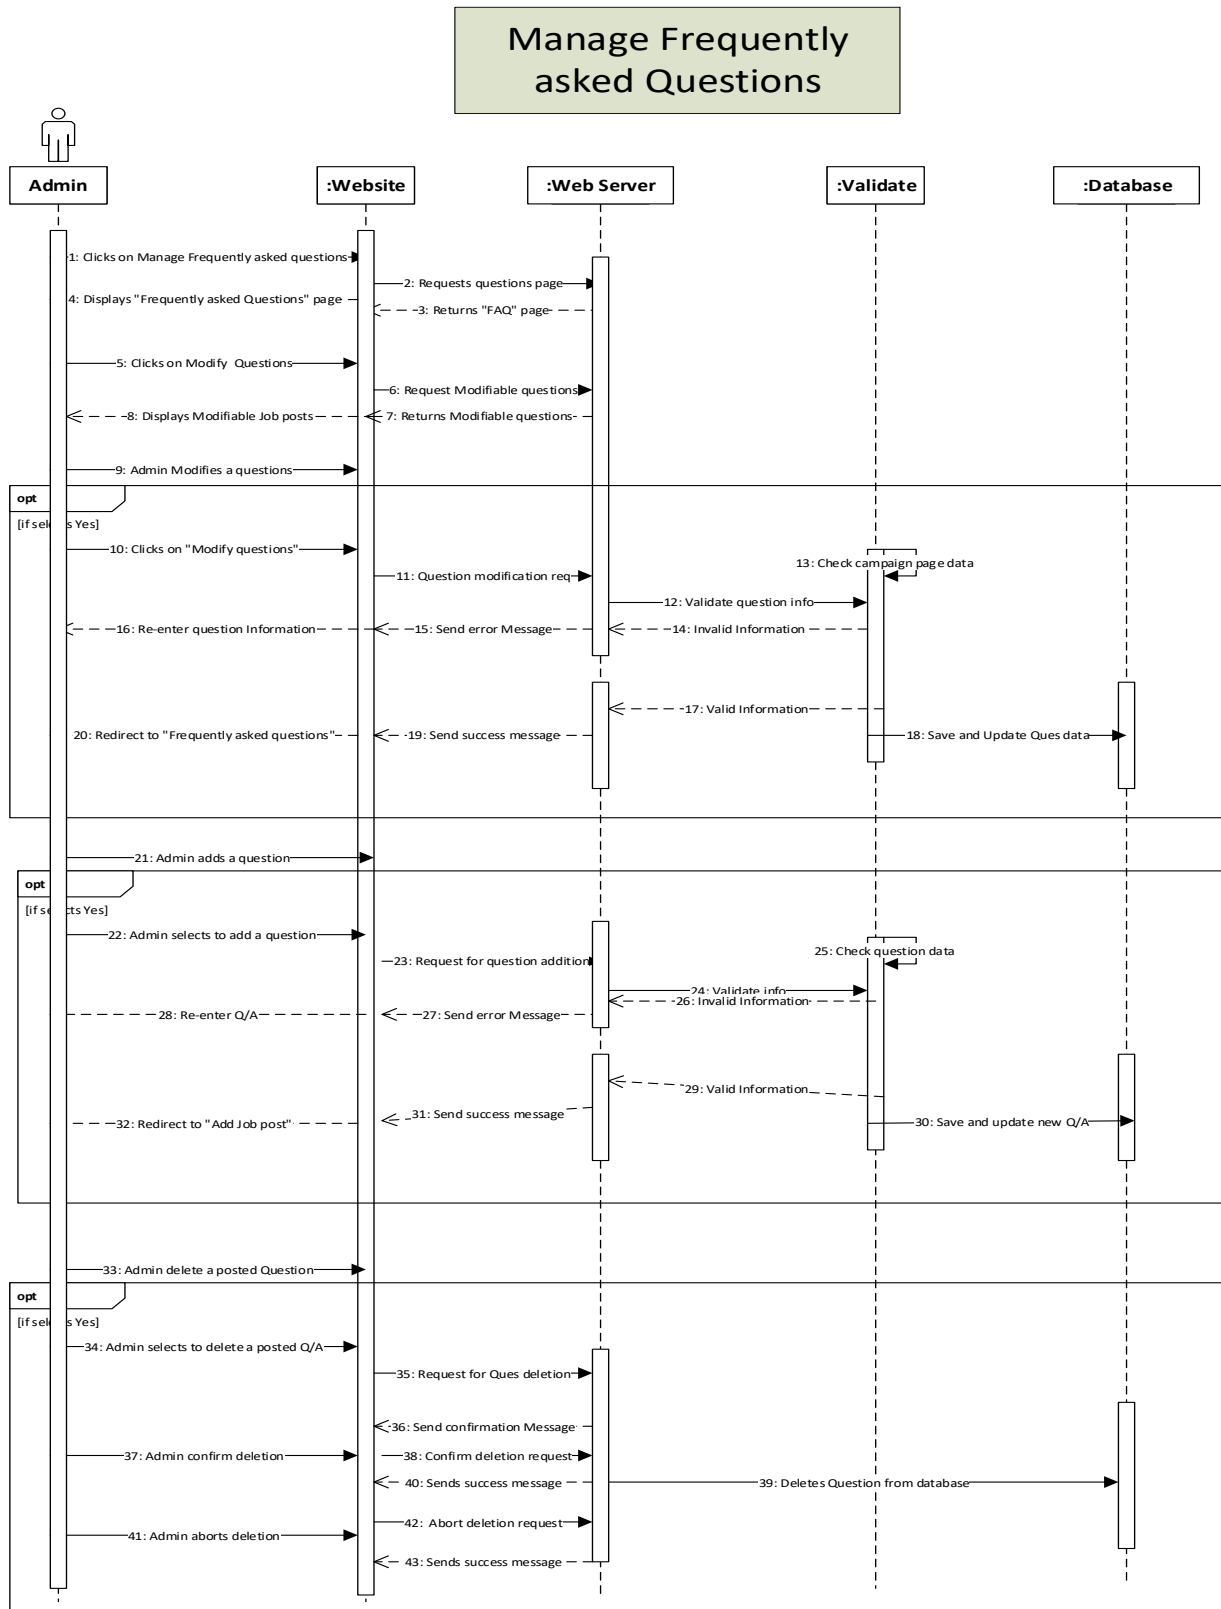 Manage Frequently
asked Questions
Admin
:Website
:Web Server
:Validate
:Database
1: Clicks on Manage Frequently asked questions
2: Requests questions page
4: Displays "Frequently asked Questions" page
3: Returns "FAQ" page
5: Clicks on Modify Questions
6: Request Modifiable questions
8: Displays Modifiable Job posts
7: Returns Modifiable questions
9: Admin Modifies a questions
opt
[if selects Yes]
10: Clicks on "Modify questions"
13: Check campaign page data
11: Question modification req
12: Validate question info
16: Re-enter question Information
15: Send error Message
14: Invalid Information
17: Valid Information
20: Redirect to "Frequently asked questions"
19: Send success message
18: Save and Update Ques data
21: Admin adds a question
opt
[if selects Yes]
22: Admin selects to add a question
25: Check question data
23: Request for question addition
24: Validate info
26: Invalid Information
28: Re-enter Q/A
27: Send error Message
29: Valid Information
31: Send success message
32: Redirect to "Add Job post"
30: Save and update new Q/A
33: Admin delete a posted Question
opt
[if selects Yes]
34: Admin selects to delete a posted Q/A
35: Request for Ques deletion
36: Send confirmation Message
37: Admin confirm deletion
38: Confirm deletion request
40: Sends success message
39: Deletes Question from database
42: Abort deletion request
41: Admin aborts deletion
43: Sends success message